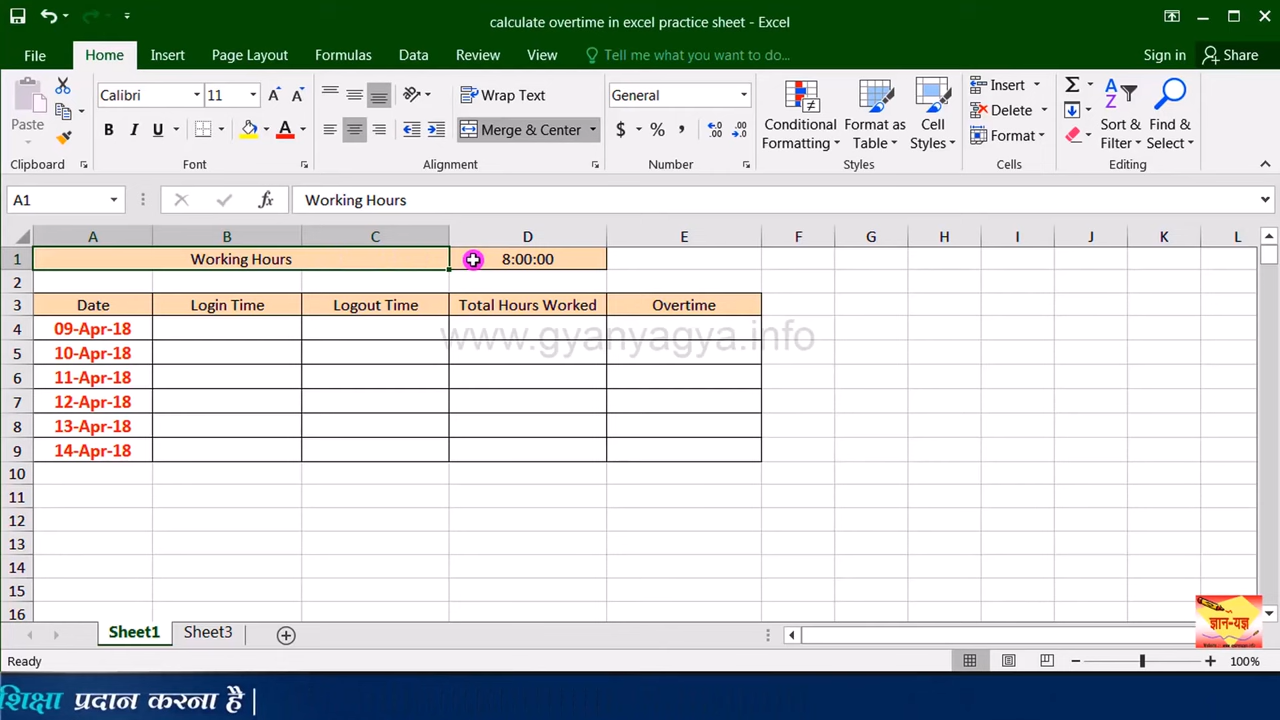 calculate overtime in excel practice sheet - Excel
File Home Insert Page Layout Formulas Data Review View Tell me what you want to do... Sign in Share
Paste Calibri 11 A A Wrap Text General Conditional Formatting Format as Table Cell Styles Insert Delete Format Sort & Filter Find & Select
B I U A Merge & Center $ % ,
Clipboard Font Alignment Number Styles Cells Editing
A1 fx Working Hours
A B C D E F G H I J K L
1 Working Hours 8:00:00
2
3 Date Login Time Logout Time Total Hours Worked Overtime
4 09-Apr-18
www.gyanyagya.info
5 10-Apr-18
6 11-Apr-18
7 12-Apr-18
8 13-Apr-18
9 14-Apr-18
10
11
12
13
14
15
16
ज्ञान-यज्ञ
Sheet1 Sheet3
Ready 100%
शिक्षा प्रदान करना है |